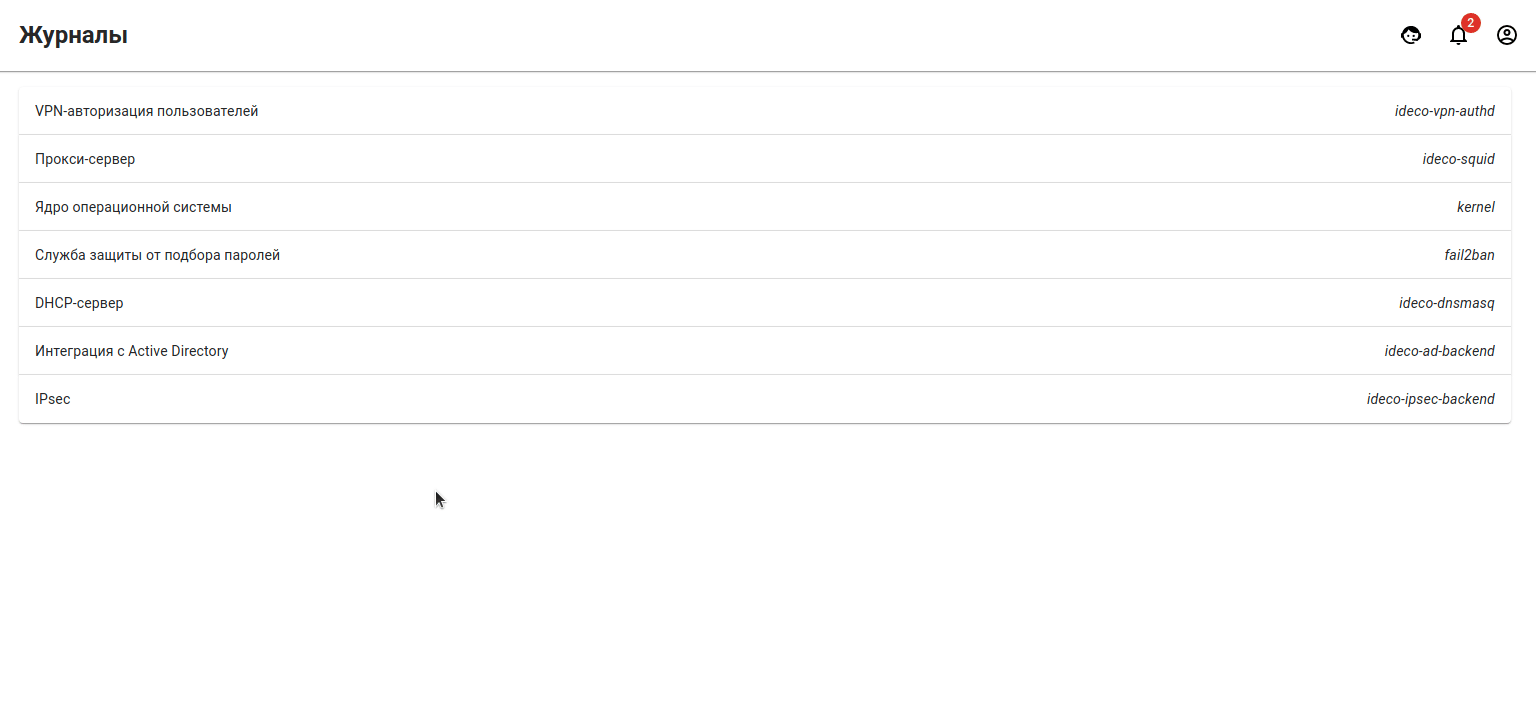 Журналы
2
VPN-авторизация пользователей ideco-vpn-authd
Прокси-сервер ideco-squid
Ядро операционной системы kernel
Служба защиты от подбора паролей fail2ban
DHCP-сервер ideco-dnsmasq
Интеграция с Active Directory ideco-ad-backend
IPsec ideco-ipsec-backend